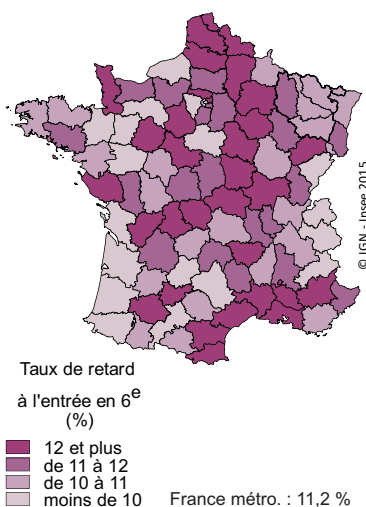 © IGN - Insee 2015
Taux de retard
à l'entrée en 6e
(%)
12 et plus
de 11 à 12
de 10 à 11
moins de 10
France métro. : 11,2 %